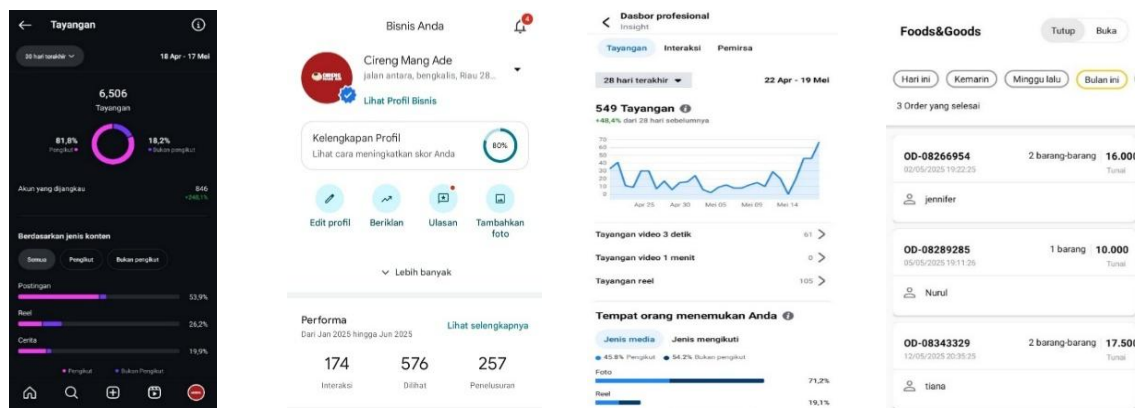 Tayangan
30 hari terakhir
18 Apr - 17 Mei
6,506
Tayangan
81,8%
Pengikut
18,2%
Bukan pengikut
Akun yang dijangkau
846
Berdasarkan jenis konten
Semua
Pengikut
Bukan pengikut
Postingan
53,9%
Reel
26,2%
Cerita
19,9%
Pengikut
Bukan Pengikut
Bisnis Anda
4
Cireng Mang Ade
jalan antara, bengkalis, Riau 28...
Lihat Profil Bisnis
Kelengkapan Profil
Lihat cara meningkatkan skor Anda
80%
Edit profil
Beriklan
Ulasan
Tambahkan foto
Lebih banyak
Performa
Dari Jan 2025 hingga Jun 2025
Lihat selengkapnya
174
Interaksi
576
Dilihat
257
Penelusuran
Dasbor profesional
Insight
Tayangan
Interaksi
Pemirsa
28 hari terakhir
22 Apr - 19 Mei
549 Tayangan
+48,4% dari 28 hari sebelumnya
70
60
50
40
30
20
10
0
Apr 25
Apr 30
Mei 05
Mei 09
Mei 14
Tayangan video 3 detik
61
Tayangan video 1 menit
0
Tayangan reel
105
Tempat orang menemukan Anda
Jenis media
Jenis mengikuti
45.8% Pengikut
54.2% Bukan pengikut
Foto
71,2%
Reel
19,1%
Foods&Goods
Tutup
Buka
Hari ini
Kemarin
Minggu lalu
Bulan ini
3 Order yang selesai
OD-08266954
2 barang-barang
16.000
02/05/2025 19:22:25
Tunai
jennifer
OD-08289285
1 barang
10.000
05/05/2025 19:11:26
Tunai
Nurul
OD-08343329
2 barang-barang
17.500
12/05/2025 20:35:25
Tunai
tiana